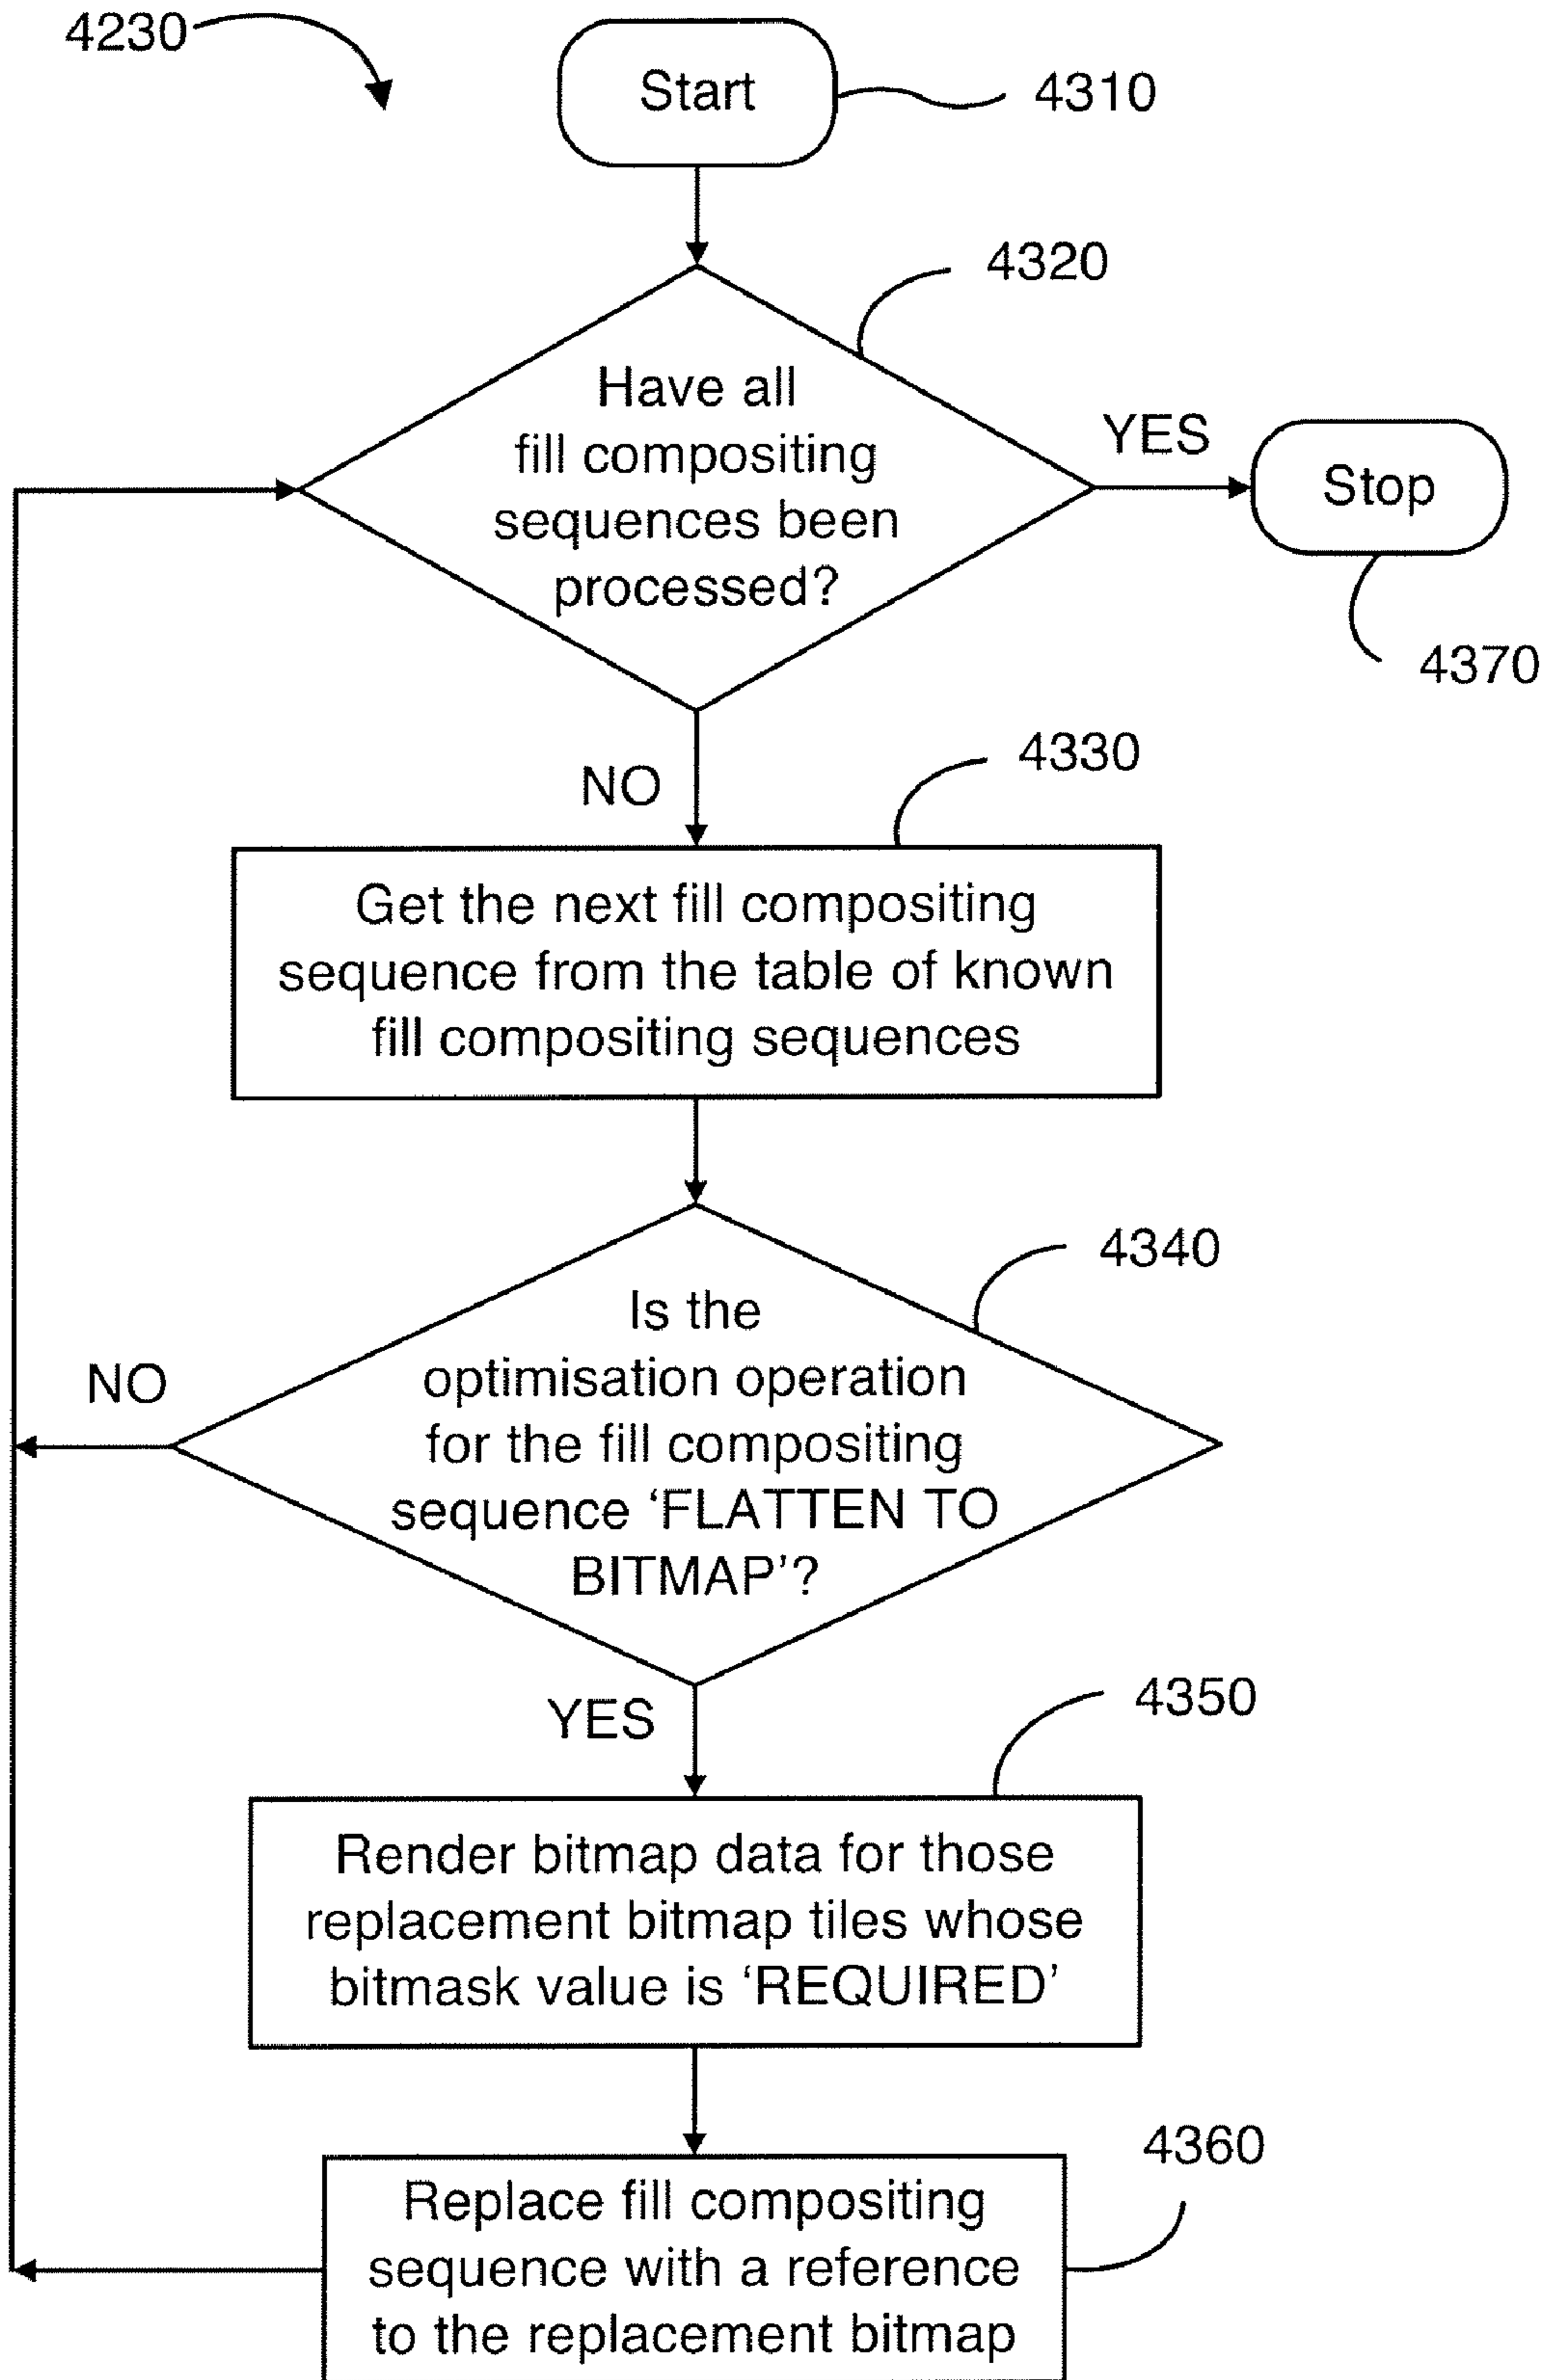 4230
Start
4310
4320
Have all
fill compositing
sequences been
processed?
YES
Stop
4370
NO
4330
Get the next fill compositing
sequence from the table of known
fill compositing sequences
4340
Is the
optimisation operation
for the fill compositing
sequence ‘FLATTEN TO
BITMAP’?
NO
YES
4350
Render bitmap data for those
replacement bitmap tiles whose
bitmask value is ‘REQUIRED’
4360
Replace fill compositing
sequence with a reference
to the replacement bitmap